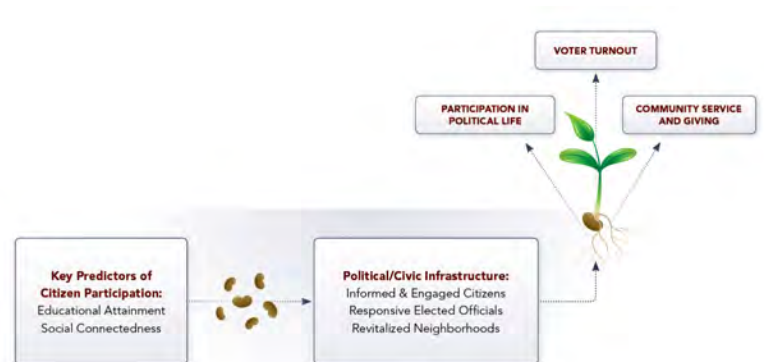 VOTER TURNOUT
PARTICIPATION IN
POLITICAL LIFE
COMMUNITY SERVICE
AND GIVING
Key Predictors of
Citizen Participation:
Educational Attainment
Social Connectedness
Political/Civic Infrastructure:
Informed & Engaged Citizens
Responsive Elected Officials
Revitalized Neighborhoods